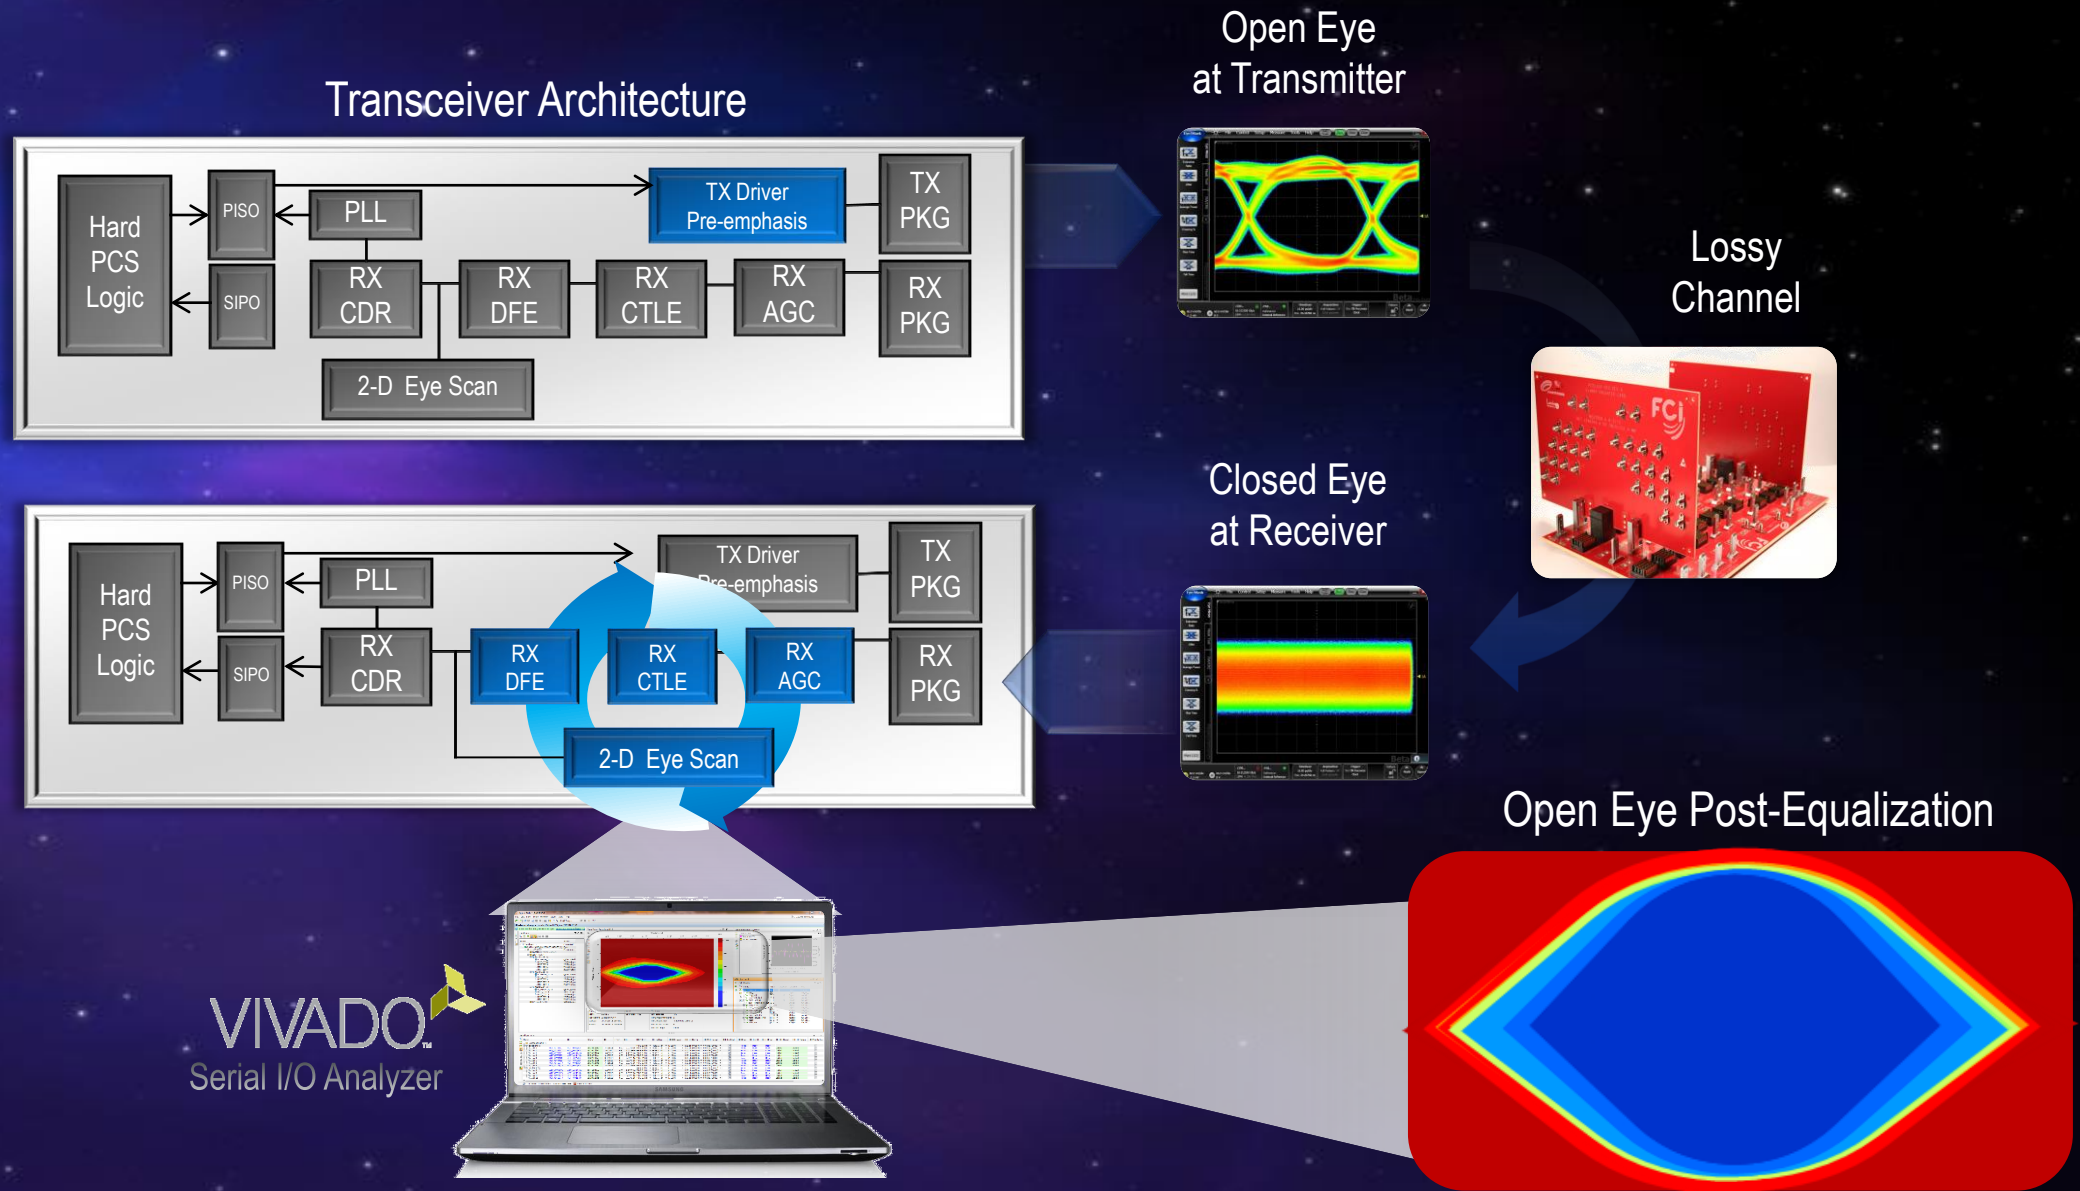 Transceiver Architecture
Hard
PCS
Logic
PISO
SIPO
PLL
RX
CDR
RX
DFE
RX
CTLE
RX
AGC
TX Driver
Pre-emphasis
TX
PKG
RX
PKG
2-D Eye Scan
Open Eye
at Transmitter
Lossy
Channel
FCi
Closed Eye
at Receiver
Hard
PCS
Logic
PISO
SIPO
PLL
RX
CDR
RX
DFE
RX
CTLE
RX
AGC
TX Driver
Pre-emphasis
TX
PKG
RX
PKG
2-D Eye Scan
Open Eye Post-Equalization
VIVADO
Serial I/O Analyzer